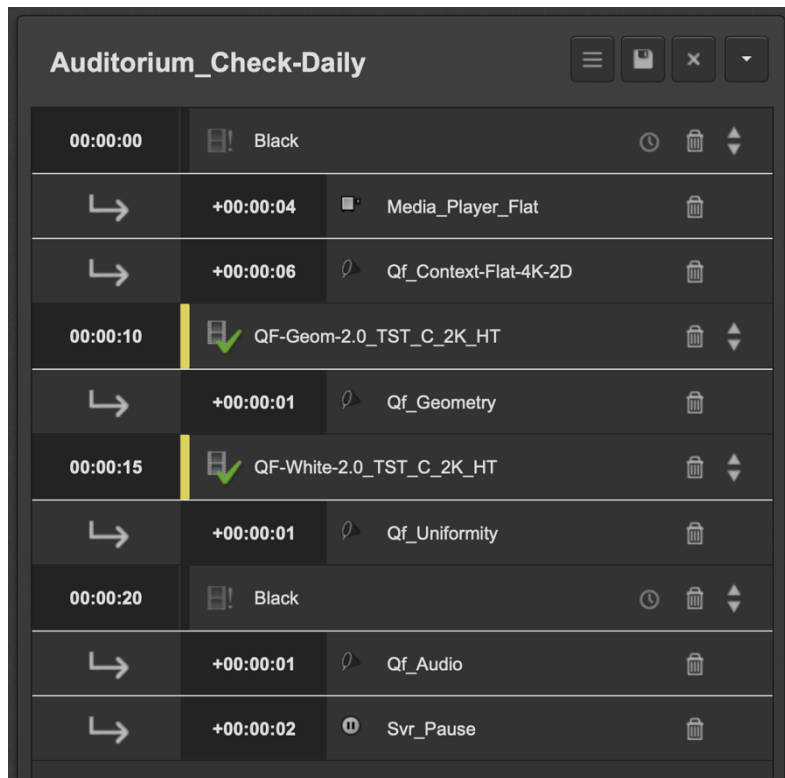 Auditorium_Check-Daily
00:00:00 Black
+00:00:04 Media_Player_Flat
+00:00:06 Qf_Context-Flat-4K-2D
00:00:10 QF-Geom-2.0_TST_C_2K_HT
+00:00:01 Qf_Geometry
00:00:15 QF-White-2.0_TST_C_2K_HT
+00:00:01 Qf_Uniformity
00:00:20 Black
+00:00:01 Qf_Audio
+00:00:02 Svr_Pause